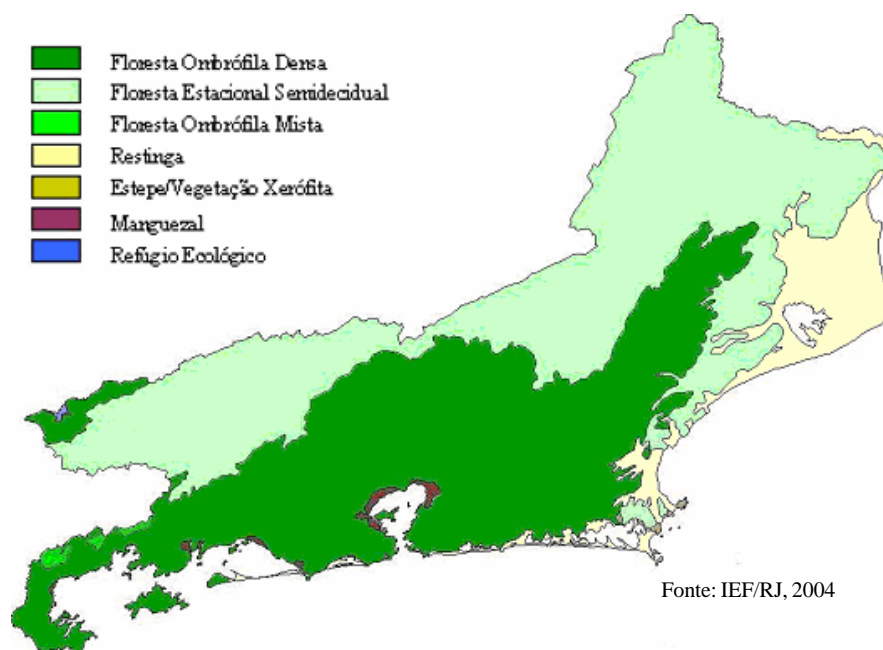 Floresta Ombrófila Densa
Floresta Estacional Semidecidual
Floresta Ombrófila Mista
Restinga
Estepe/Vegetação Xerófita
Manguezal
Refúgio Ecológico
Fonte: IEF/RJ, 2004